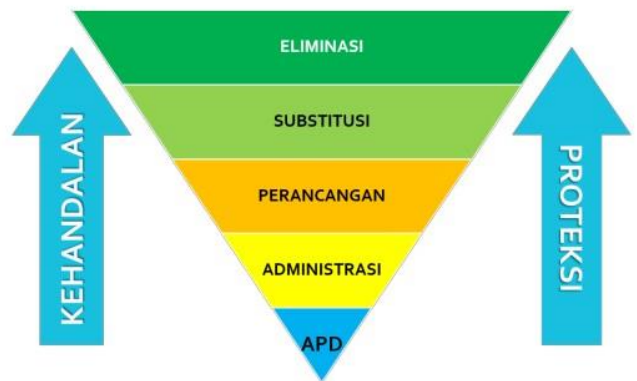 ELIMINASI
SUBSTITUSI
PERANCANGAN
ADMINISTRASI
APD
KEHANDALAN
PROTEKSI